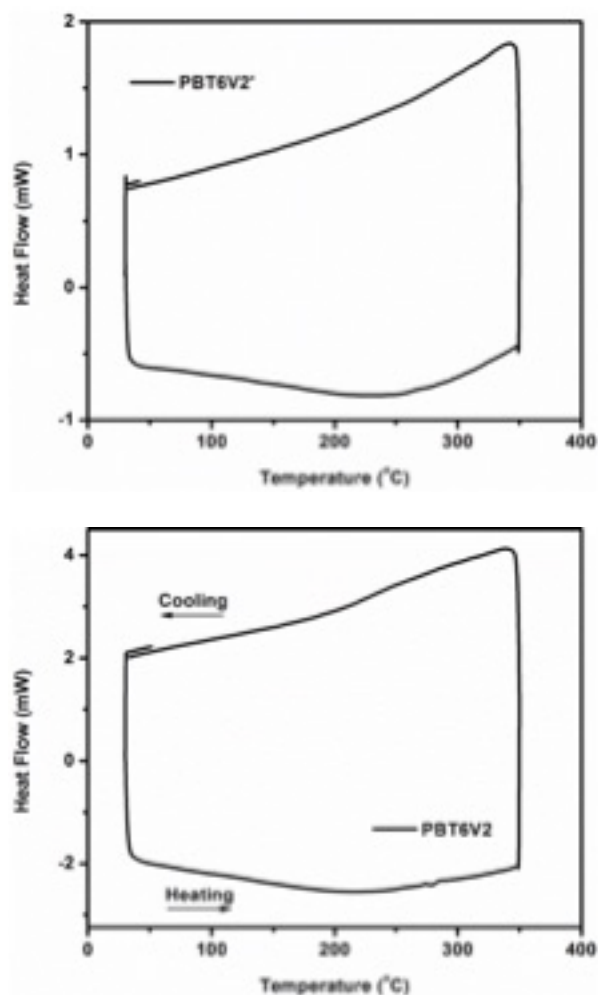 2
1
0
-1
PBT6V2'
Heat Flow (mW)
0 100 200 300 400
Temperature (°C)
4
2
0
-2
Cooling
PBT6V2
Heating
Heat Flow (mW)
0 100 200 300 400
Temperature (°C)